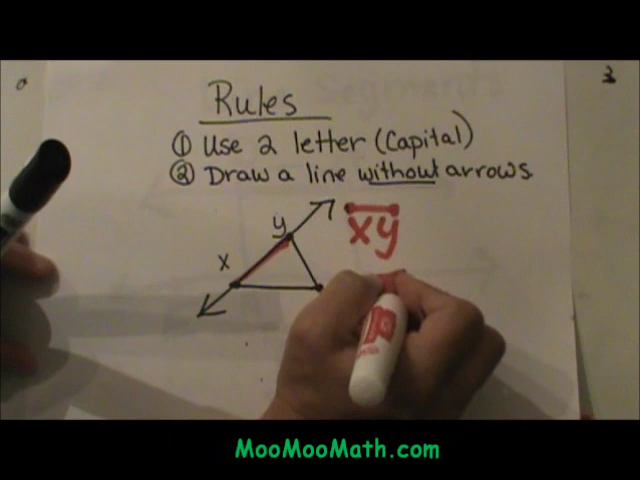 Rules
① Use 2 letter (Capital)
② Draw a line without arrows
y
x
xy
MooMooMath.com